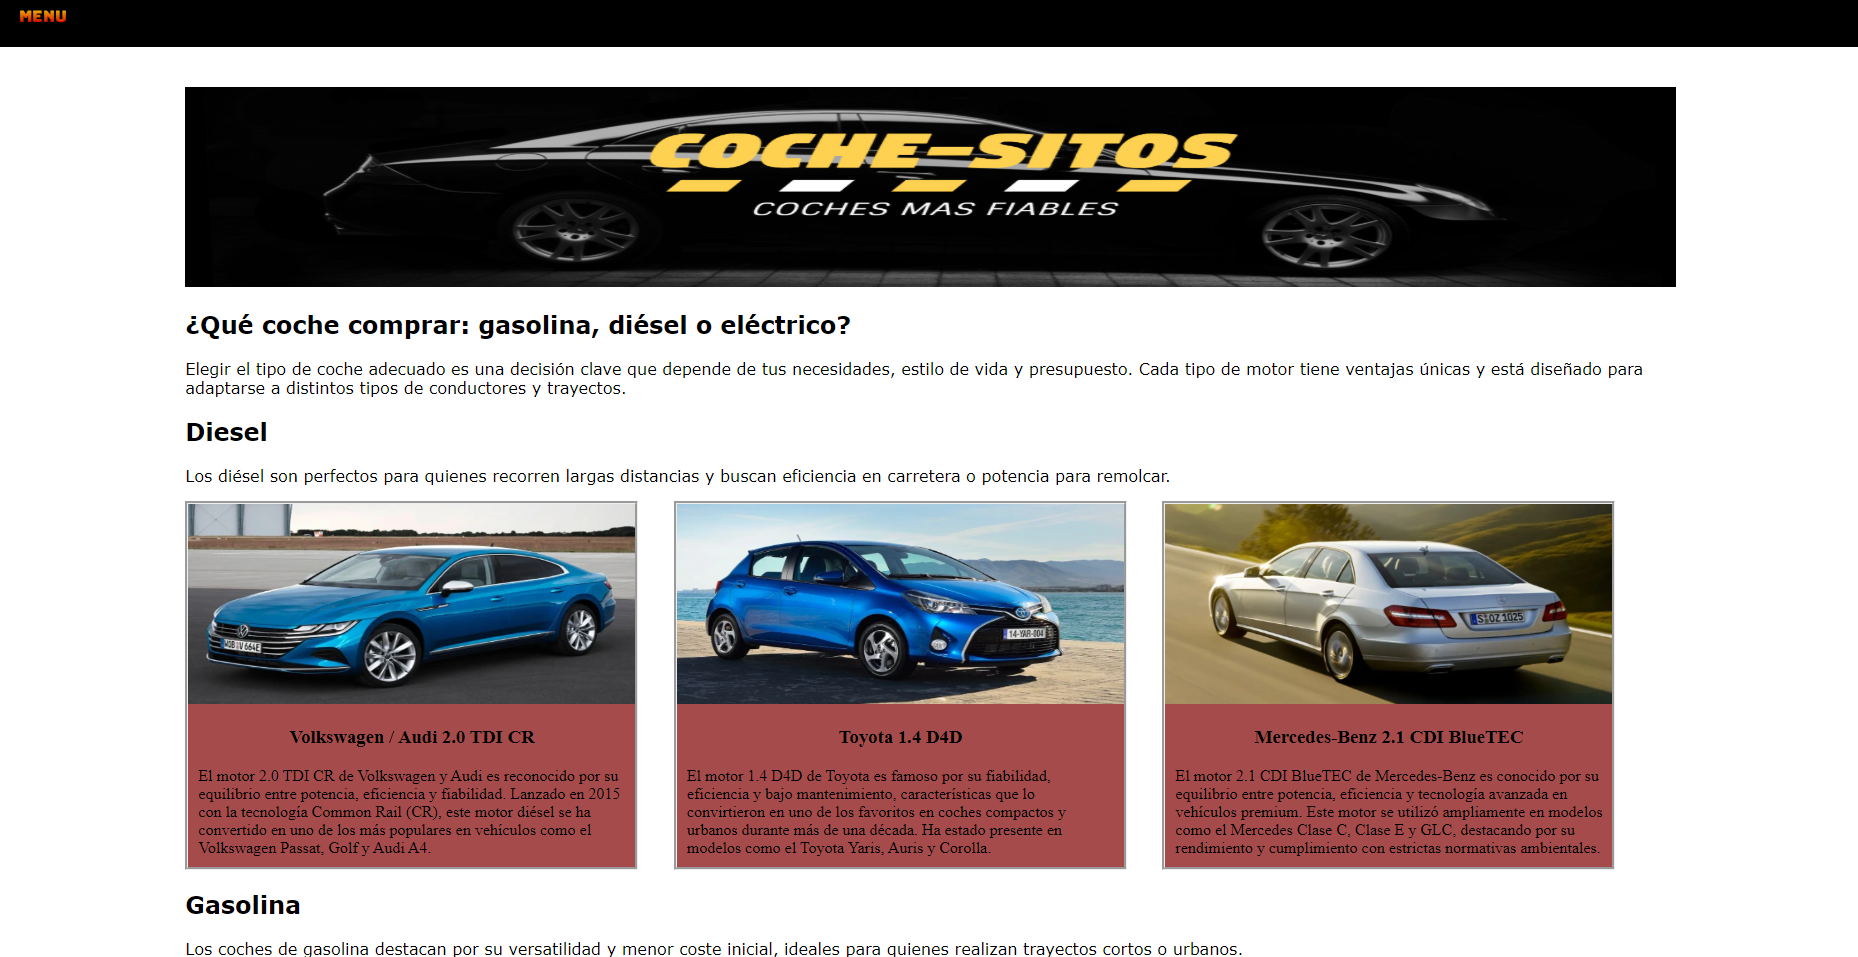 MENU
COCHE-SITOS
COCHES MAS FIABLES
¿Qué coche comprar: gasolina, diésel o eléctrico?
Elegir el tipo de coche adecuado es una decisión clave que depende de tus necesidades, estilo de vida y presupuesto. Cada tipo de motor tiene ventajas únicas y está diseñado para
adaptarse a distintos tipos de conductores y trayectos.
Diesel
Los diésel son perfectos para quienes recorren largas distancias y buscan eficiencia en carretera o potencia para remolcar.
14-YAR-004
S:OZ 1025
Volkswagen / Audi 2.0 TDI CR
El motor 2.0 TDI CR de Volkswagen y Audi es reconocido por su
equilibrio entre potencia, eficiencia y fiabilidad. Lanzado en 2015
con la tecnología Common Rail (CR), este motor diésel se ha
convertido en uno de los más populares en vehículos como el
Volkswagen Passat, Golf y Audi A4.
Toyota 1.4 D4D
El motor 1.4 D4D de Toyota es famoso por su fiabilidad,
eficiencia y bajo mantenimiento, características que lo
convirtieron en uno de los favoritos en coches compactos y
urbanos durante más de una década. Ha estado presente en
modelos como el Toyota Yaris, Auris y Corolla.
Mercedes-Benz 2.1 CDI BlueTEC
El motor 2.1 CDI BlueTEC de Mercedes-Benz es conocido por su
equilibrio entre potencia, eficiencia y tecnología avanzada en
vehículos premium. Este motor se utilizó ampliamente en modelos
como el Mercedes Clase C, Clase E y GLC, destacando por su
rendimiento y cumplimiento con estrictas normativas ambientales.
Gasolina
Los coches de gasolina destacan por su versatilidad y menor coste inicial, ideales para quienes realizan trayectos cortos o urbanos.